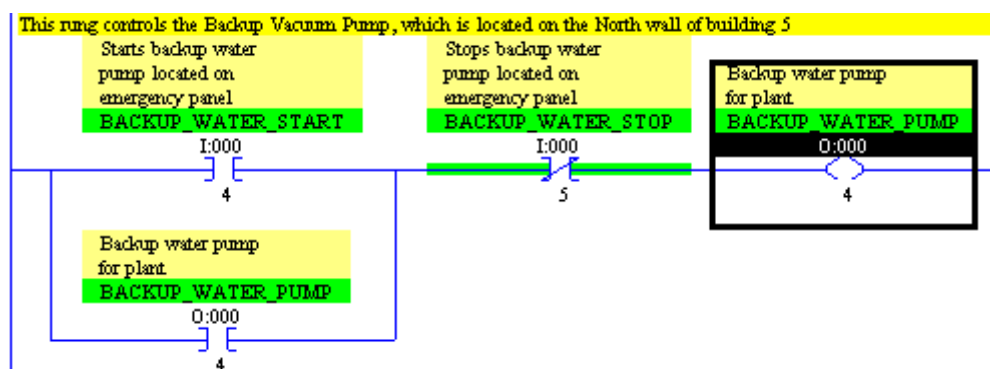 This rung controls the Backup Vacuum Pump, which is located on the North wall of building 5
Starts backup water
pump located on
emergency panel
BACKUP_WATER_START
I:000
4
Stops backup water
pump located on
emergency panel
BACKUP_WATER_STOP
I:000
5
Backup water pump
for plant
BACKUP_WATER_PUMP
O:000
4
Backup water pump
for plant
BACKUP_WATER_PUMP
O:000
4